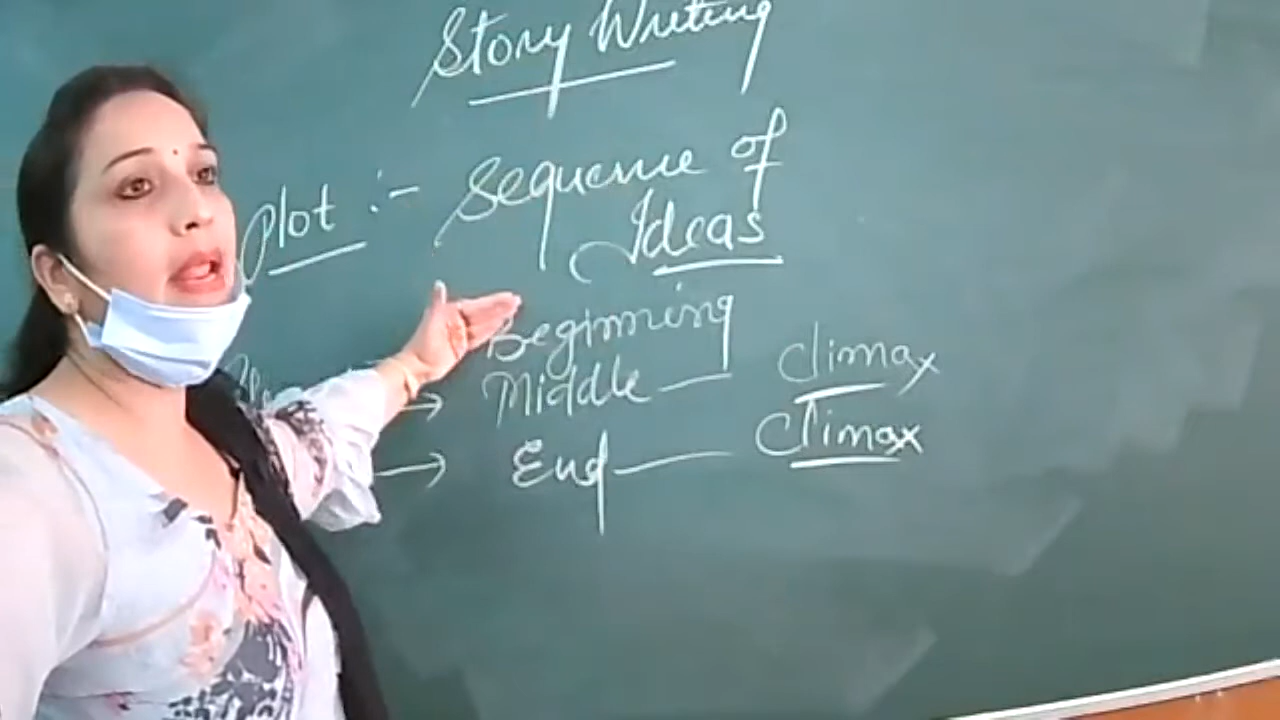 Story Writing
Plot :- Sequence of
Ideas
Beginning
Middle — Climax
→ End — Climax